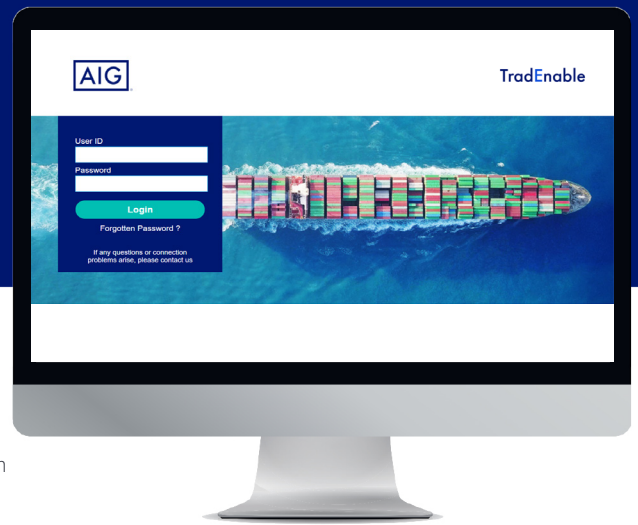 AIG
TradEnable
User ID
Password
Login
Forgotten Password ?
If any questions or connection
problems arise, please contact us